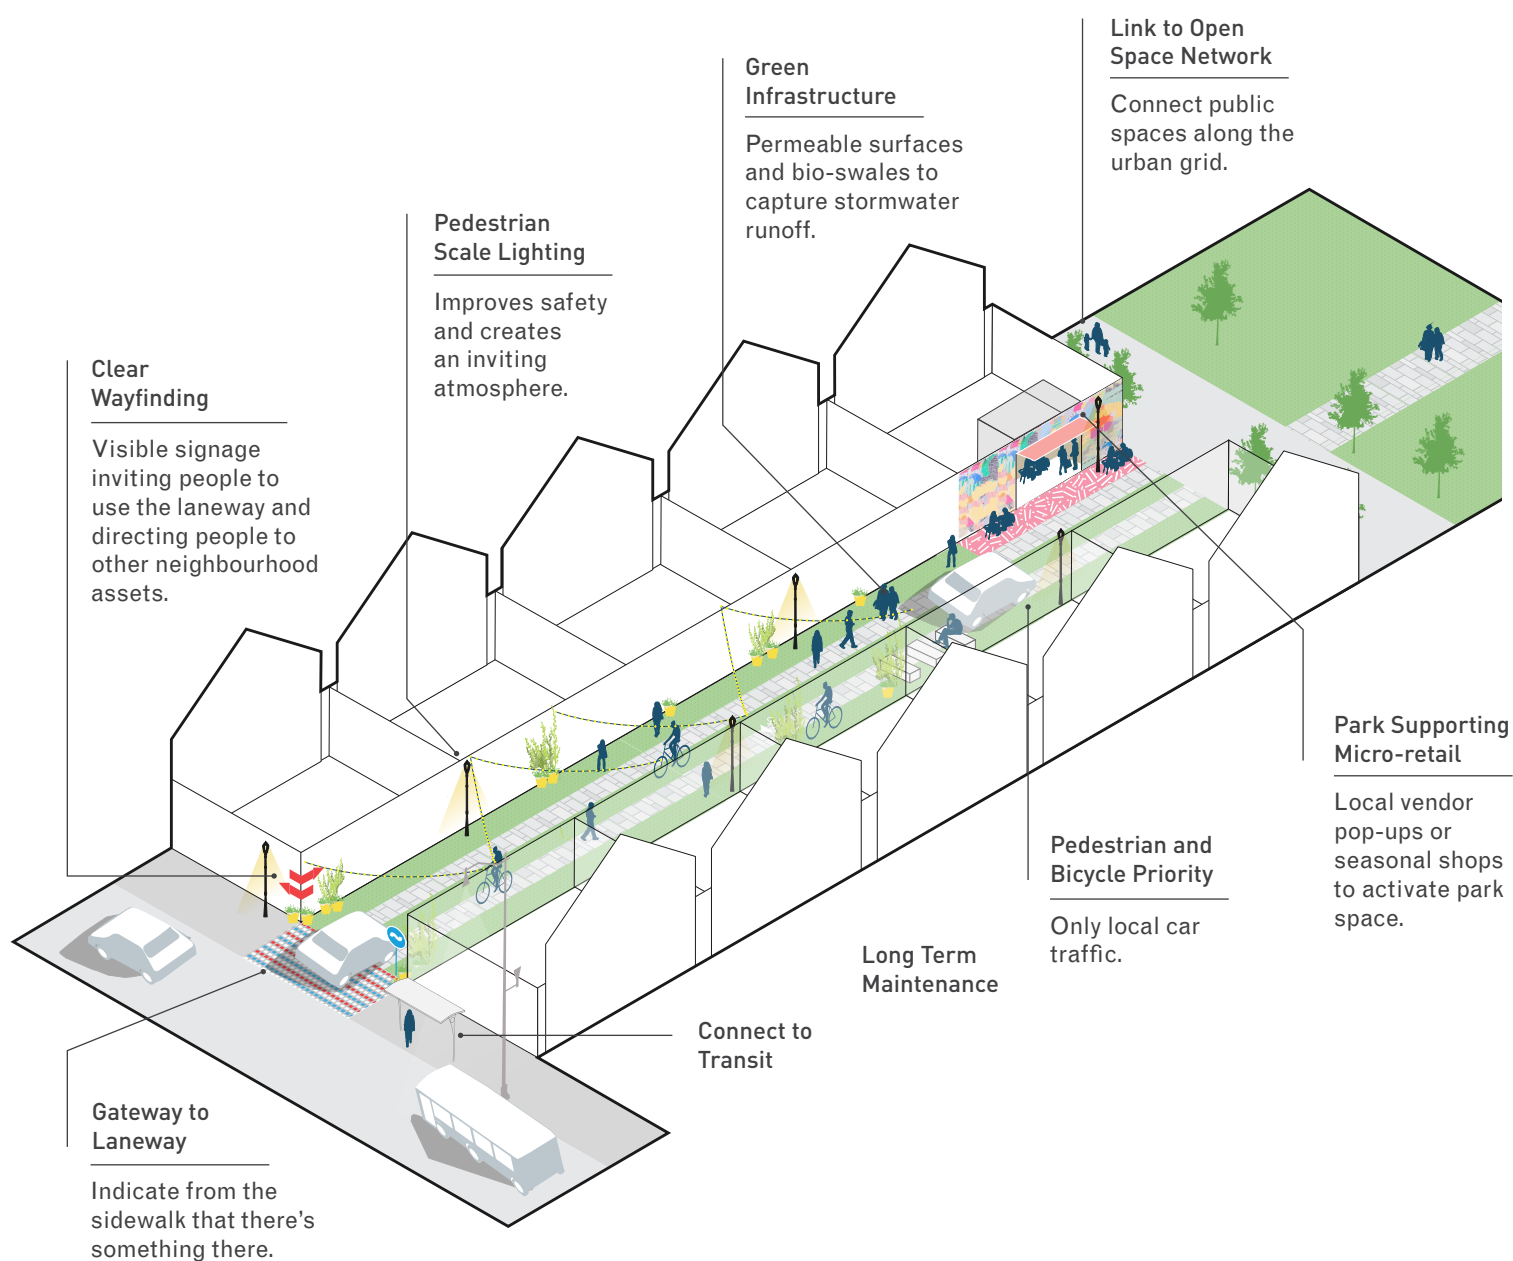 Link to Open
Space Network
Connect public
spaces along the
urban grid.
Green
Infrastructure
Permeable surfaces
and bio-swales to
capture stormwater
runoff.
Pedestrian
Scale Lighting
Improves safety
and creates
an inviting
atmosphere.
Clear
Wayfinding
Visible signage
inviting people to
use the laneway and
directing people to
other neighbourhood
assets.
Park Supporting
Micro-retail
Local vendor
pop-ups or
seasonal shops
to activate park
space.
Pedestrian and
Bicycle Priority
Only local car
traffic.
Long Term
Maintenance
Connect to
Transit
Gateway to
Laneway
Indicate from the
sidewalk that there’s
something there.